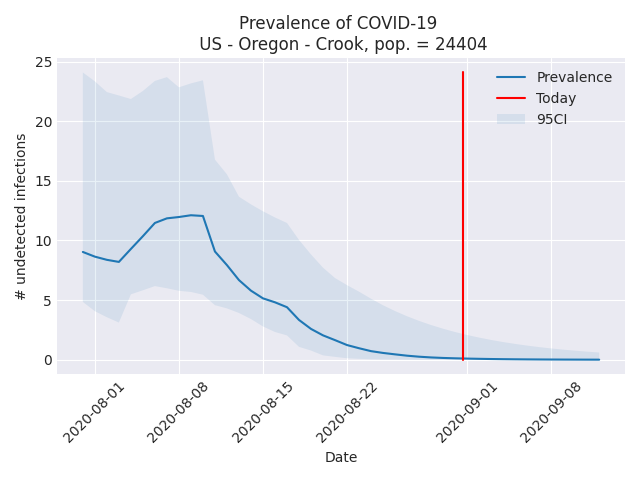 Prevalence of COVID-19
US - Oregon - Crook, pop. = 24404
Prevalence
Today
95CI
# undetected infections
25
20
15
10
5
0
2020-08-01
2020-08-08
2020-08-15
2020-08-22
2020-09-01
2020-09-08
Date